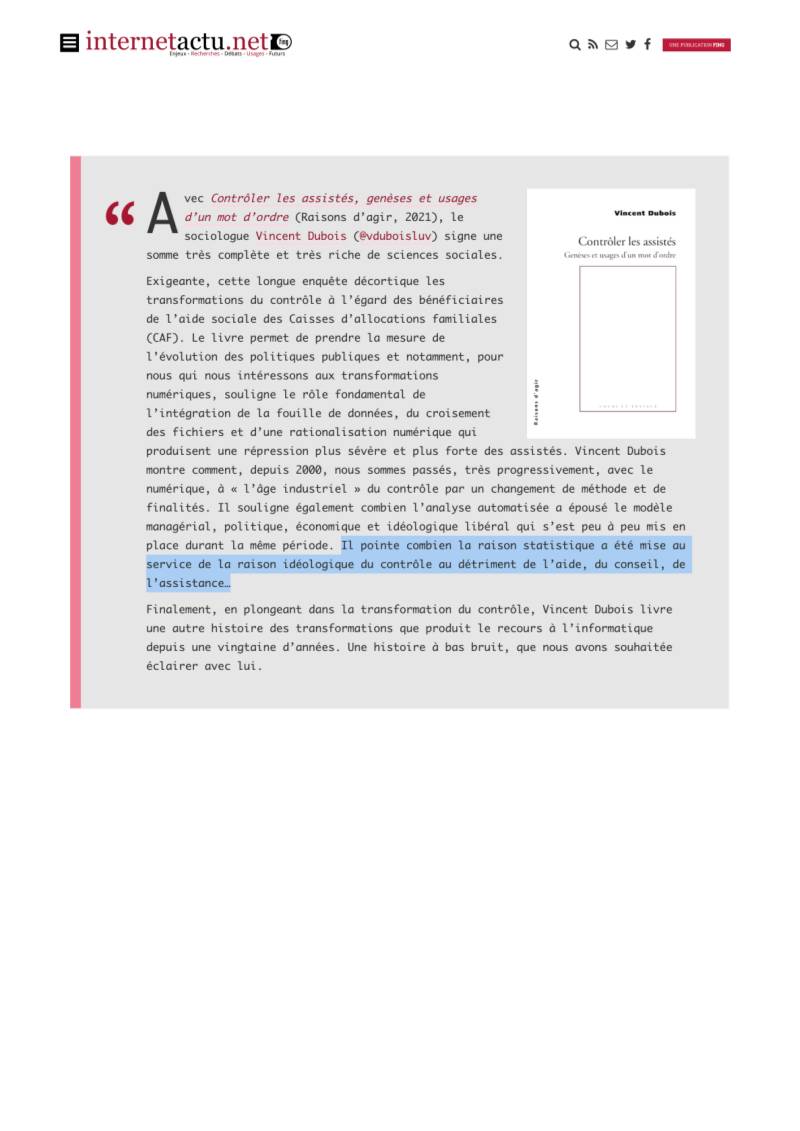 internetactu.net fing
Enjeux - Recherches - Débats - Usages - Futurs
UNE PUBLICATION FING
“
Avec Contrôler les assistés, genèses et usages
d’un mot d’ordre (Raisons d’agir, 2021), le
sociologue Vincent Dubois (@vduboisluv) signe une
somme très complète et très riche de sciences sociales.
Exigeante, cette longue enquête décortique les
transformations du contrôle à l’égard des bénéficiaires
de l’aide sociale des Caisses d’allocations familiales
(CAF). Le livre permet de prendre la mesure de
l’évolution des politiques publiques et notamment, pour
nous qui nous intéressons aux transformations
numériques, souligne le rôle fondamental de
l’intégration de la fouille de données, du croisement
des fichiers et d’une rationalisation numérique qui
produisent une répression plus sévère et plus forte des assistés. Vincent Dubois
montre comment, depuis 2000, nous sommes passés, très progressivement, avec le
numérique, à « l’âge industriel » du contrôle par un changement de méthode et de
finalités. Il souligne également combien l’analyse automatisée a épousé le modèle
managérial, politique, économique et idéologique libéral qui s’est peu à peu mis en
place durant la même période. Il pointe combien la raison statistique a été mise au
service de la raison idéologique du contrôle au détriment de l’aide, du conseil, de
l’assistance…
Finalement, en plongeant dans la transformation du contrôle, Vincent Dubois livre
une autre histoire des transformations que produit le recours à l’informatique
depuis une vingtaine d’années. Une histoire à bas bruit, que nous avons souhaitée
éclairer avec lui.
Vincent Dubois
Contrôler les assistés
Genèses et usages d’un mot d’ordre
Raisons d’agir